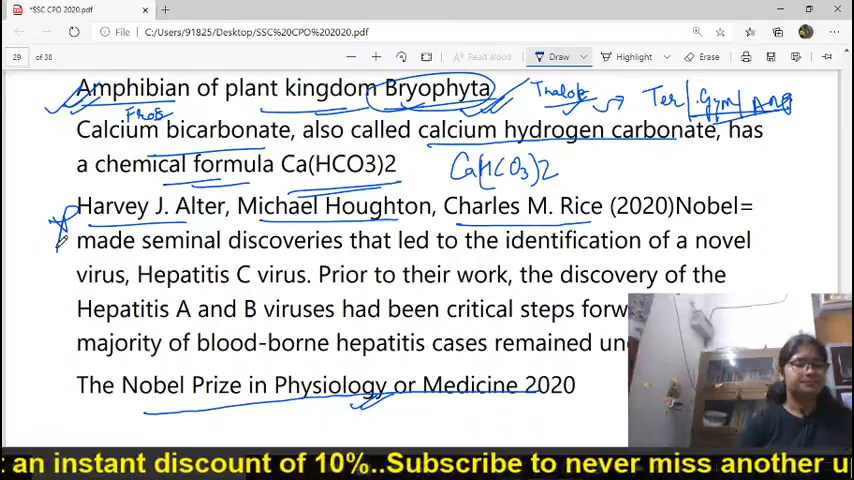 *SSC CPO 202020.pdf
File | C:/Users/91825/Desktop/SSC%20CPO%202020.pdf
29 of 38 Read aloud Draw Highlight Erase
Amphibian of plant kingdom Bryophyta
Frog
Calcium bicarbonate, also called calcium hydrogen carbonate, has
a chemical formula Ca(HCO3)2 Ca(HCO3)2
Harvey J. Alter, Michael Houghton, Charles M. Rice (2020)Nobel=
made seminal discoveries that led to the identification of a novel
virus, Hepatitis C virus. Prior to their work, the discovery of the
Hepatitis A and B viruses had been critical steps forw
majority of blood-borne hepatitis cases remained un
The Nobel Prize in Physiology or Medicine 2020
t an instant discount of 10%..Subscribe to never miss another up